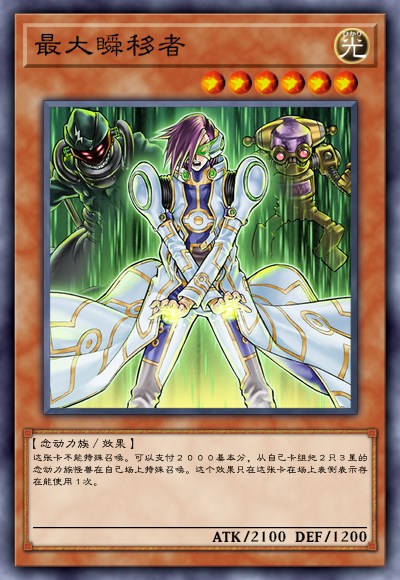 最大瞬移者
ひかり
光
【念动力族／效果】
这张卡不能特殊召唤。可以支付２０００基本分，从自己卡组把２只３星的
念动力族怪兽在自己场上特殊召唤。这个效果只在这张卡在场上表侧表示存
在能使用１次。
ATK/2100 DEF/1200